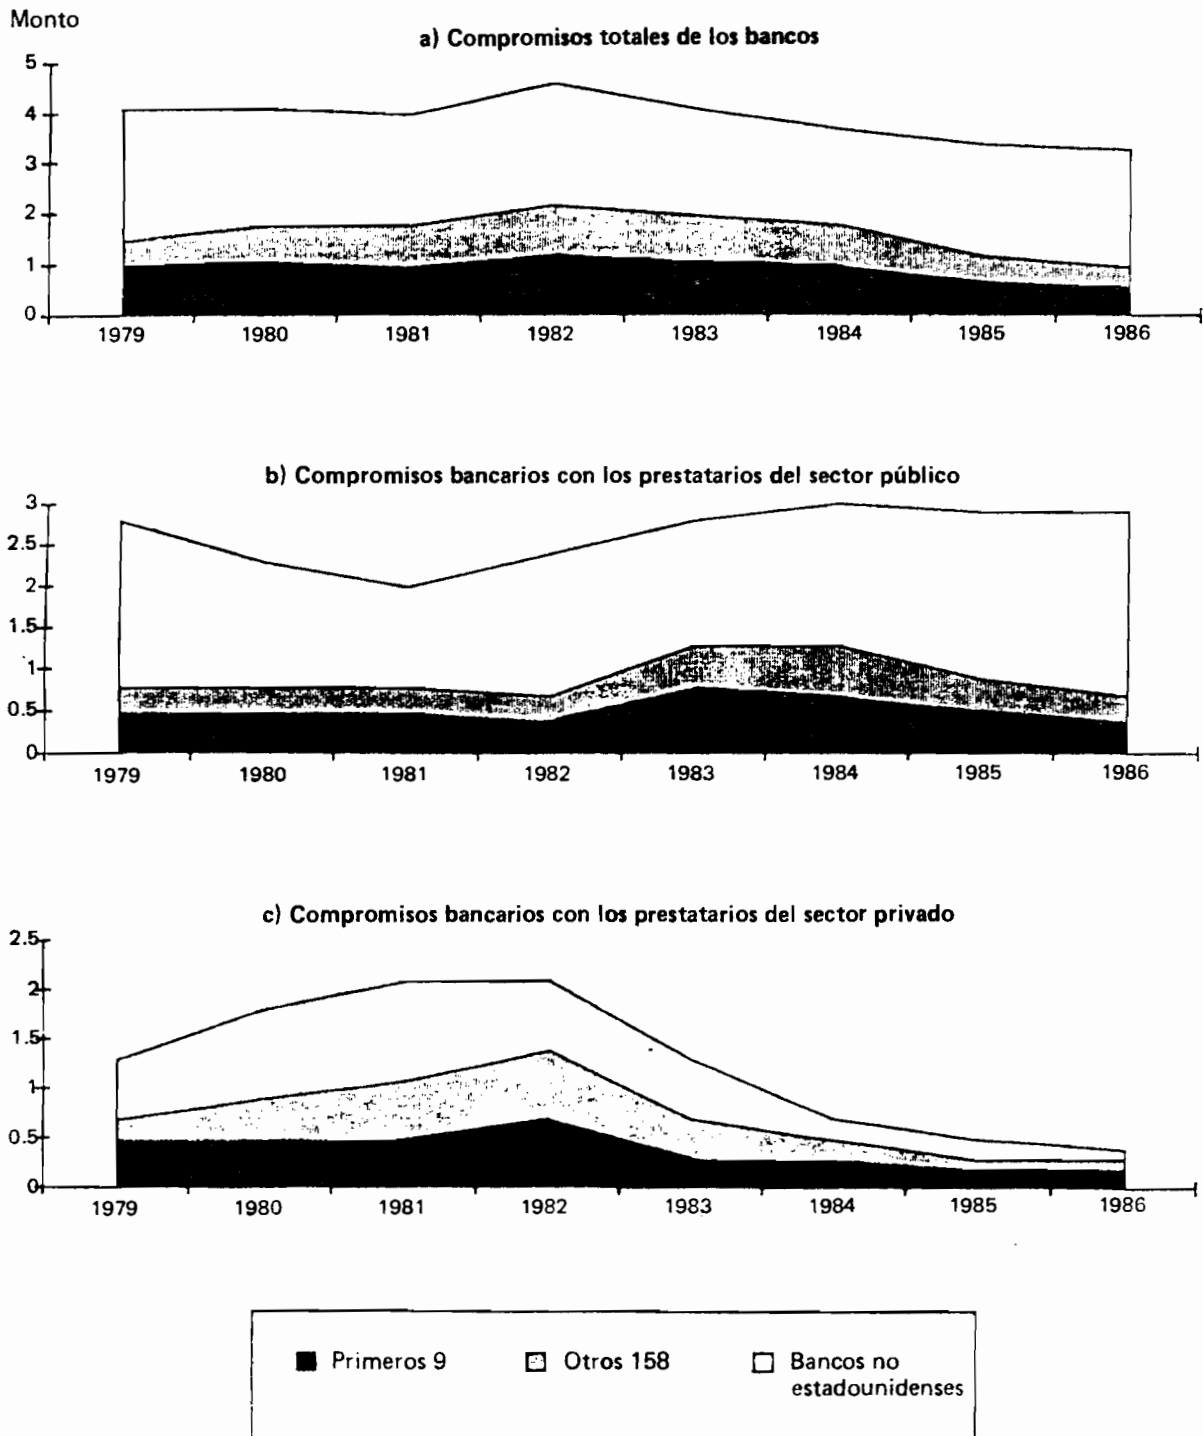 Monto
a) Compromisos totales de los bancos
5
4
3
2
1
0
1979 1980 1981 1982 1983 1984 1985 1986
b) Compromisos bancarios con los prestatarios del sector público
3
2.5
2
1.5
1
0.5
0
1979 1980 1981 1982 1983 1984 1985 1986
c) Compromisos bancarios con los prestatarios del sector privado
2.5
2
1.5
1
0.5
0
1979 1980 1981 1982 1983 1984 1985 1986
Primeros 9 Otros 158 Bancos no
estadounidenses